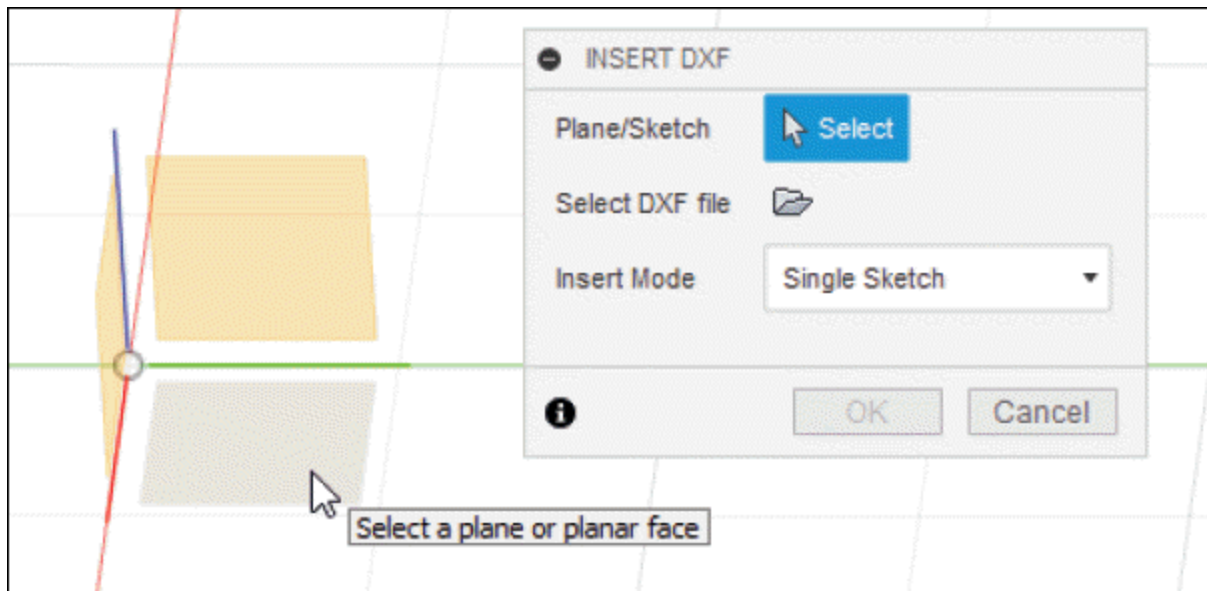 INSERT DXF
Plane/Sketch Select
Select DXF file
Insert Mode Single Sketch
OK Cancel
Select a plane or planar face